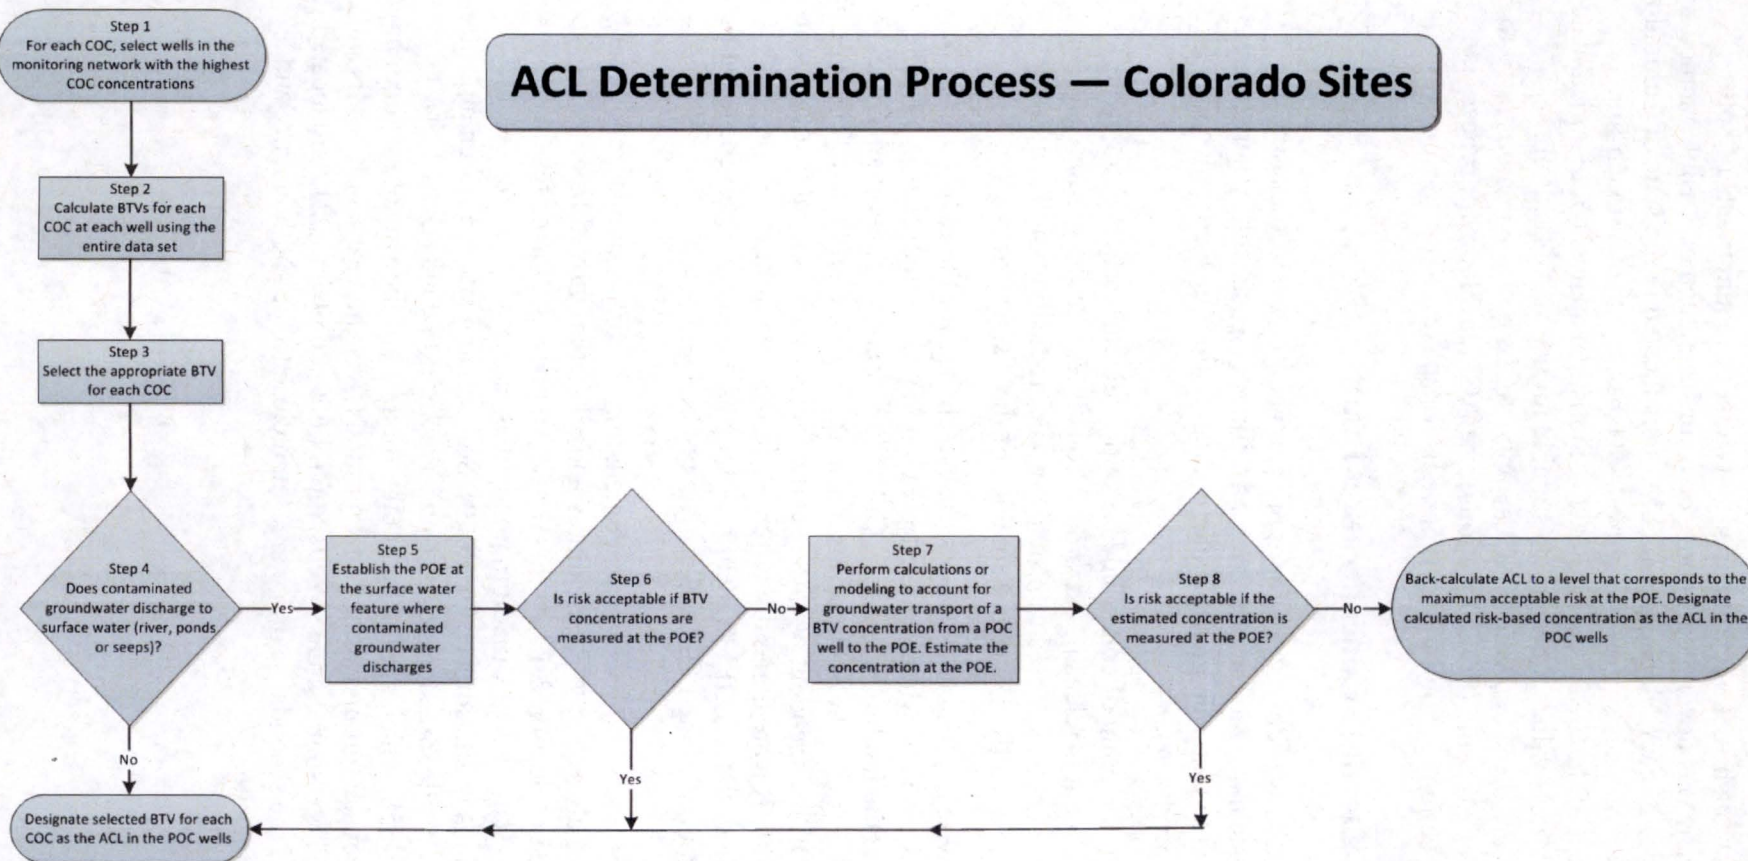 Step 1
For each COC, select wells in the
monitoring network with the highest
COC concentrations
ACL Determination Process — Colorado Sites
Step 2
Calculate BTVs for each
COC at each well using the
entire data set
Step 3
Select the appropriate BTV
for each COC
Step 4
Does contaminated
groundwater discharge to
surface water (river, ponds
or seeps)?
Yes
Step 5
Establish the POE at
the surface water
feature where
contaminated
groundwater
discharges
Step 6
Is risk acceptable if BTV
concentrations are
measured at the POE?
No
Step 7
Perform calculations or
modeling to account for
groundwater transport of a
BTV concentration from a POC
well to the POE. Estimate the
concentration at the POE.
Step 8
Is risk acceptable if the
estimated concentration is
measured at the POE?
No
Back-calculate ACL to a level that corresponds to the
maximum acceptable risk at the POE. Designate
calculated risk-based concentration as the ACL in the
POC wells
No
Yes
Yes
Designate selected BTV for each
COC as the ACL in the POC wells